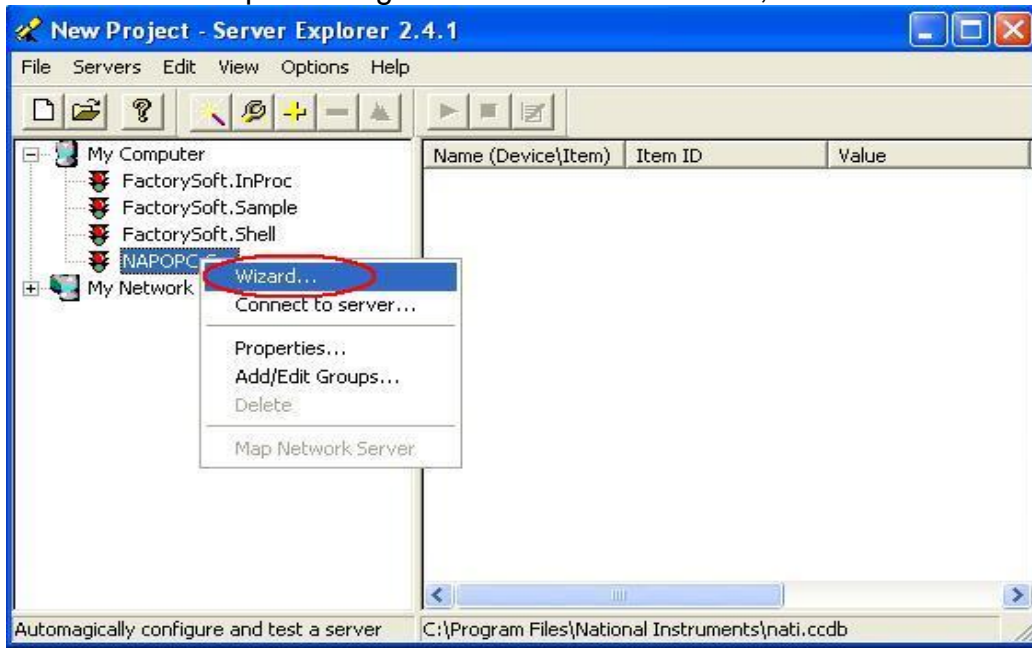 New Project - Server Explorer 2.4.1
File Servers Edit View Options Help
My Computer
FactorySoft.InProc
FactorySoft.Sample
FactorySoft.Shell
NAPOPC
My Network
Wizard...
Connect to server...
Properties...
Add/Edit Groups...
Delete
Map Network Server
Name (Device\Item) Item ID Value
Automagically configure and test a server C:\Program Files\National Instruments\nati.ccdb